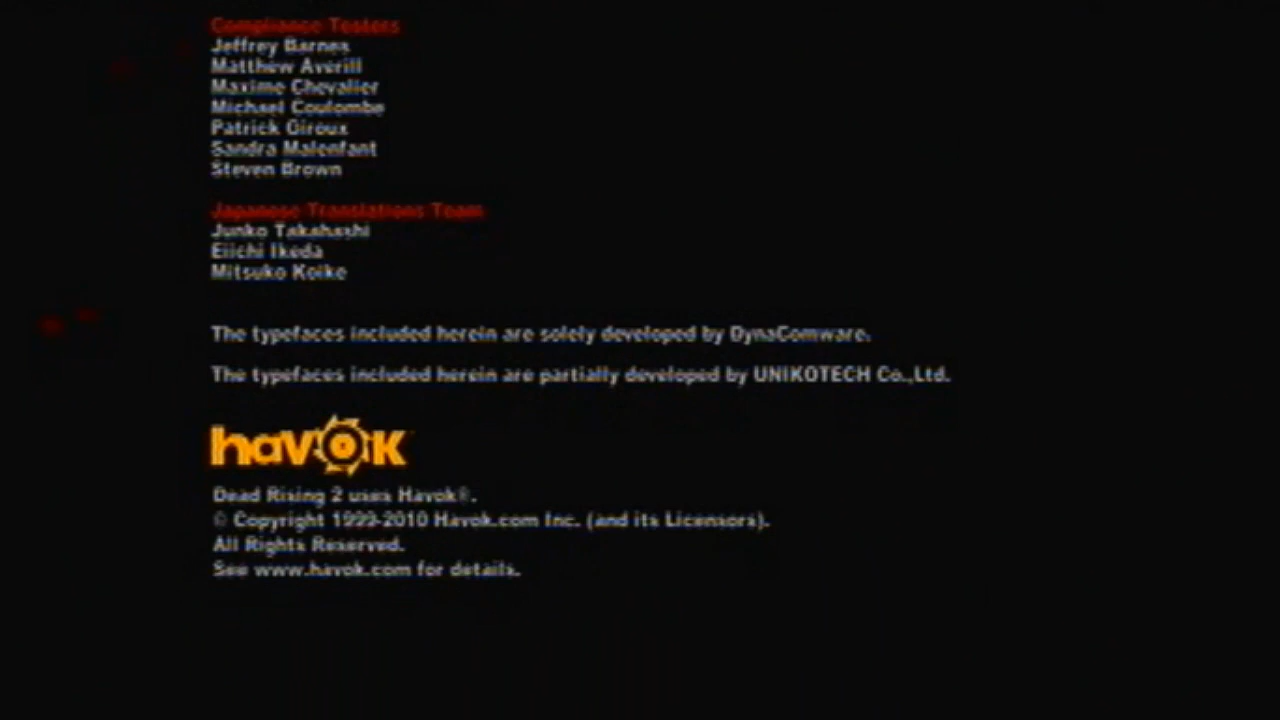 Compliance Testers
Jeffrey Barnes
Matthew Averill
Maxime Chevalier
Michael Coulombe
Patrick Giroux
Sandra Malenfant
Steven Brown
Japanese Translations Team
Junko Takahashi
Eiichi Ikeda
Mitsuko Koike
The typefaces included herein are solely developed by DynaComware.
The typefaces included herein are partially developed by UNIKOTECH Co.,Ltd.
havok
Dead Rising 2 uses Havok®.
© Copyright 1999-2010 Havok.com Inc. (and its Licensors).
All Rights Reserved.
See www.havok.com for details.